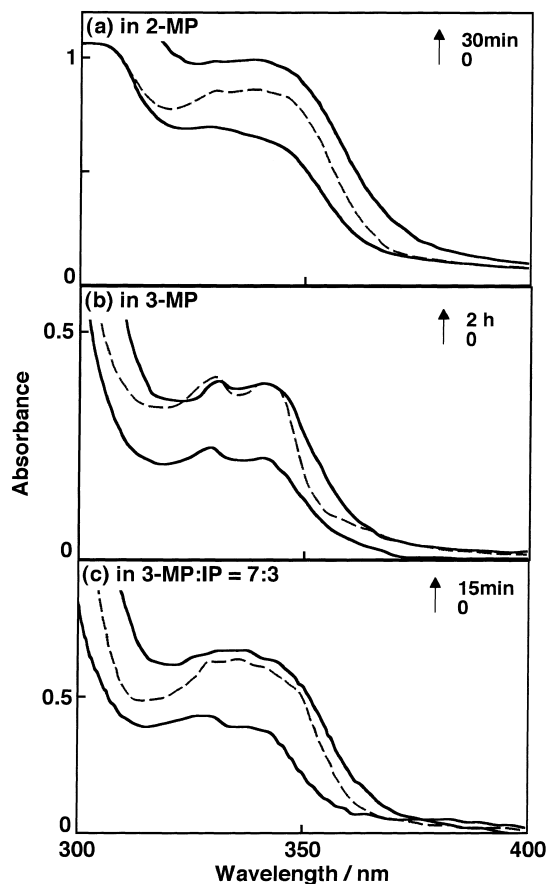 (a) in 2-MP
30min
0
1
0
(b) in 3-MP
2 h
0
0.5
0
Absorbance
(c) in 3-MP:IP = 7:3
15min
0
0.5
0
300
350
400
Wavelength / nm